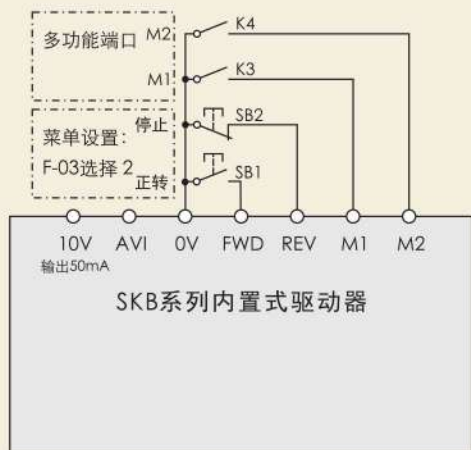 多功能端口 M2 K4
M1 K3
停止 SB2
菜单设置：
F-03选择 2
正转 SB1
10V AVI 0V FWD REV M1 M2
输出50mA
SKB系列内置式驱动器